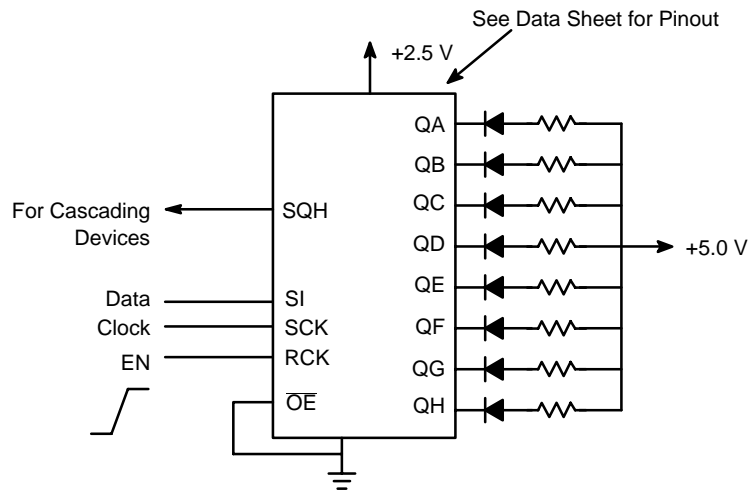 See Data Sheet for Pinout
+2.5 V
QA
QB
QC
For Cascading
Devices
SQH
QD
+5.0 V
QE
Data
SI
Clock
SCK
QF
EN
RCK
QG
OE
QH